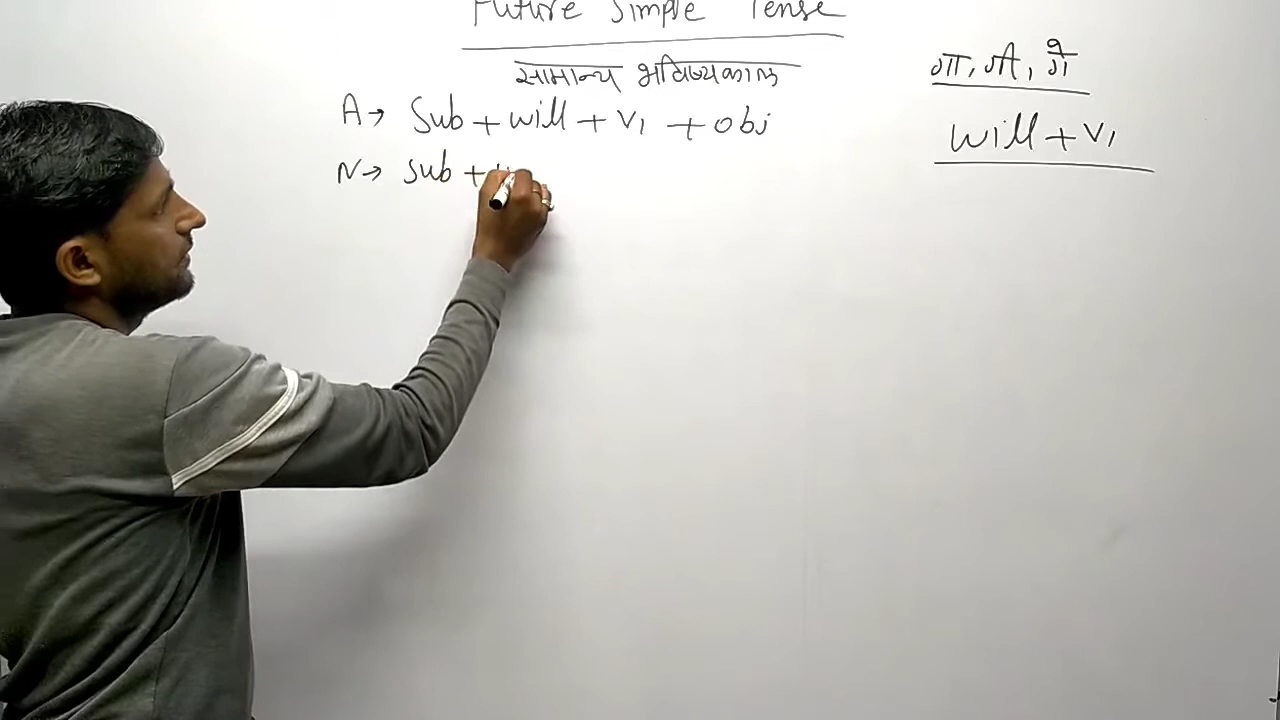 Future Simple Tense
सामान्य भविष्यकाल
A→ Sub + will + V1 + obj
N→ Sub +
गा, गी, गे
will + V1